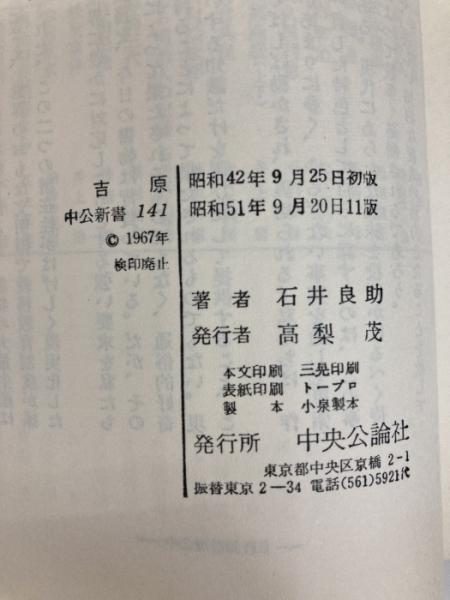 吉原
中公新書 141
© 1967年
検印廃止
昭和42年9月25日初版
昭和51年9月20日11版
著者 石井良助
発行者 高梨茂
本文印刷 三晃印刷
表紙印刷 トープロ
製本 小泉製本
発行所 中央公論社
東京都中央区京橋2-1
振替東京2―34 電話(561)5921代